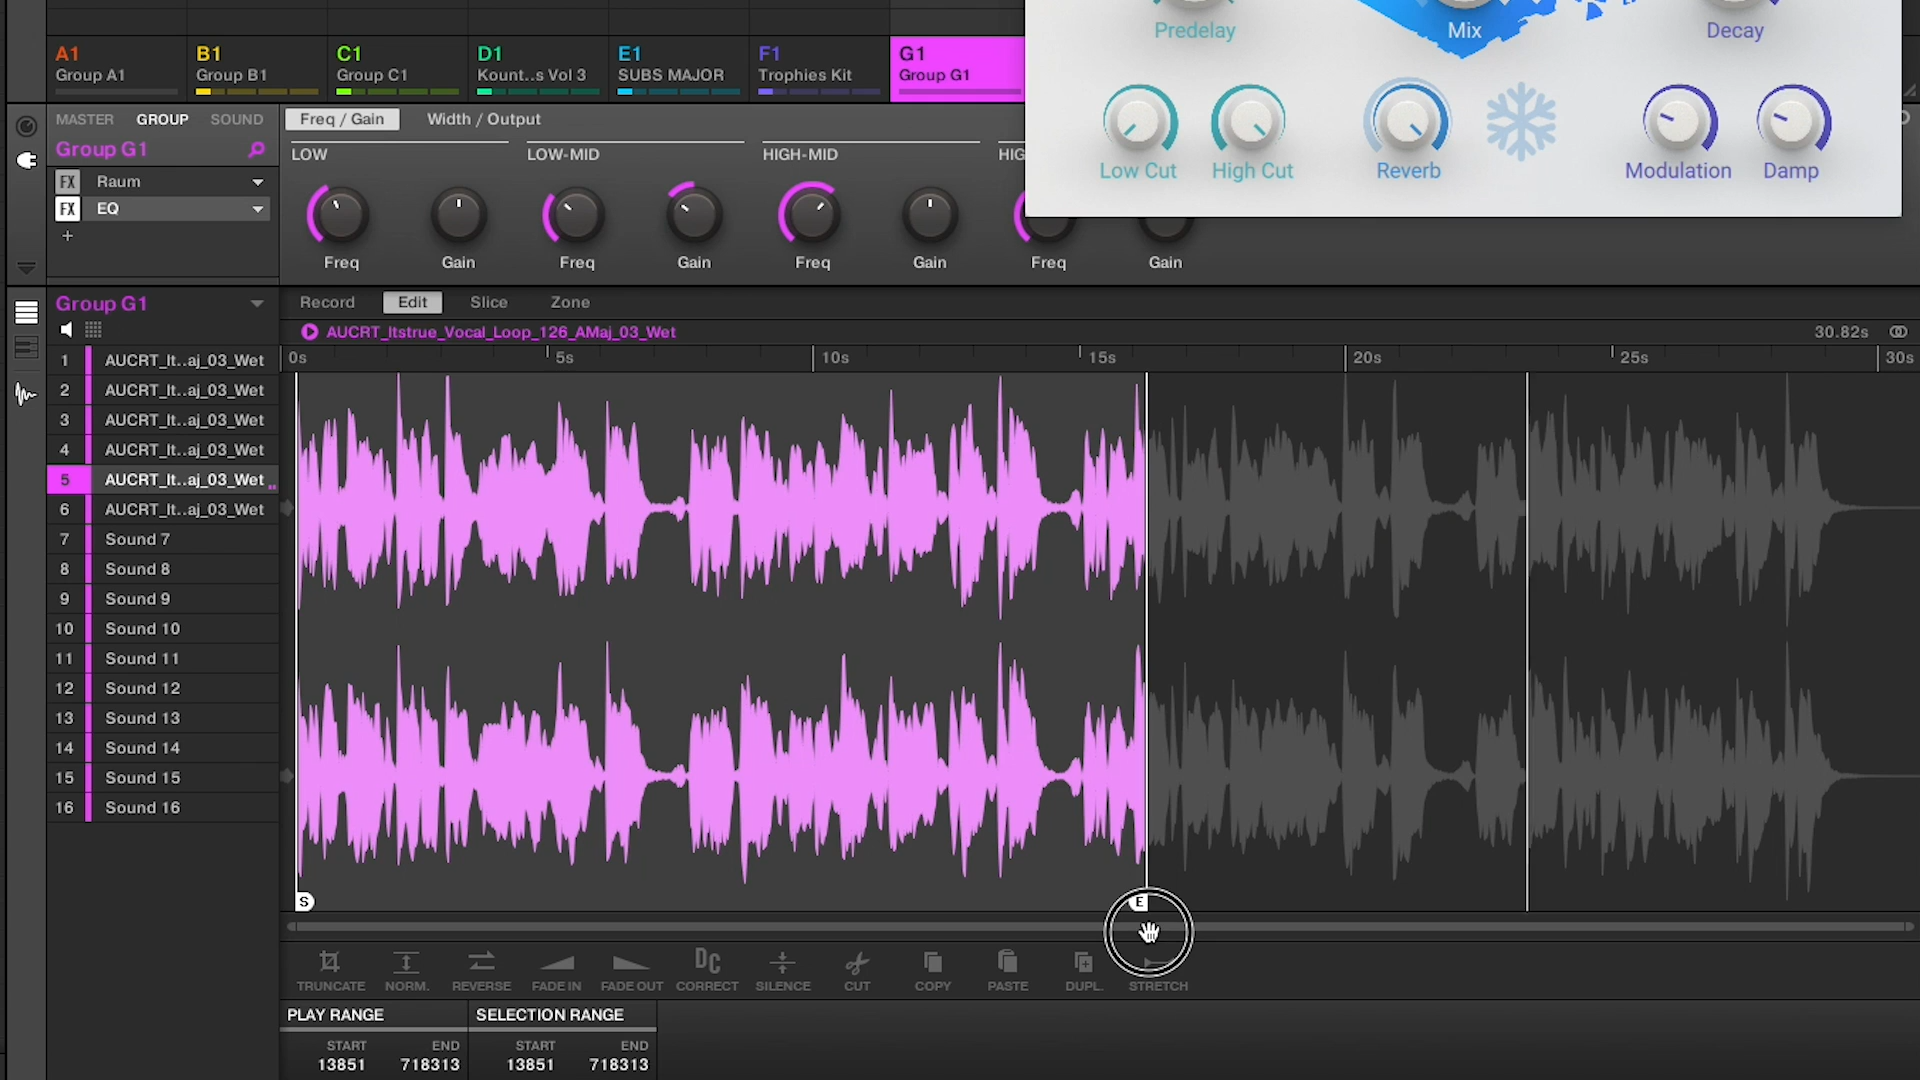 Predelay Mix Decay
A1 B1 C1 D1 E1 F1 G1
Group A1 Group B1 Group C1 Kount..s Vol 3 SUBS MAJOR Trophies Kit Group G1
Low Cut High Cut Reverb Modulation Damp
MASTER GROUP SOUND Freq / Gain Width / Output
Group G1
LOW LOW-MID HIGH-MID HIG
FX Raum
FX EQ
+
Freq Gain Freq Gain Freq Gain Freq Gain
Group G1 Record Edit Slice Zone
AUCRT_Itstrue_Vocal_Loop_126_AMaj_03_Wet 30.82s
0s 5s 10s 15s 20s 25s 30s
1 AUCRT_It..aj_03_Wet
2 AUCRT_It..aj_03_Wet
3 AUCRT_It..aj_03_Wet
4 AUCRT_It..aj_03_Wet
5 AUCRT_It..aj_03_Wet
6 AUCRT_It..aj_03_Wet
7 Sound 7
8 Sound 8
9 Sound 9
10 Sound 10
11 Sound 11
12 Sound 12
13 Sound 13
14 Sound 14
15 Sound 15
16 Sound 16
S E
DC
TRUNCATE NORM. REVERSE FADE IN FADE OUT CORRECT SILENCE CUT COPY PASTE DUPL. STRETCH
PLAY RANGE SELECTION RANGE
START END START END
13851 718313 13851 718313